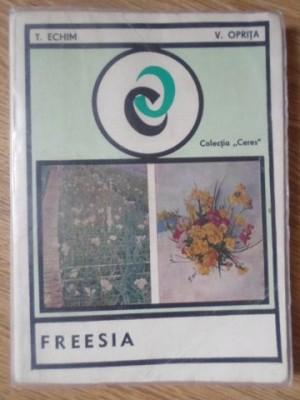 T. ECHIM
V. OPRIȚA
Colecția „Ceres"
FREESIA